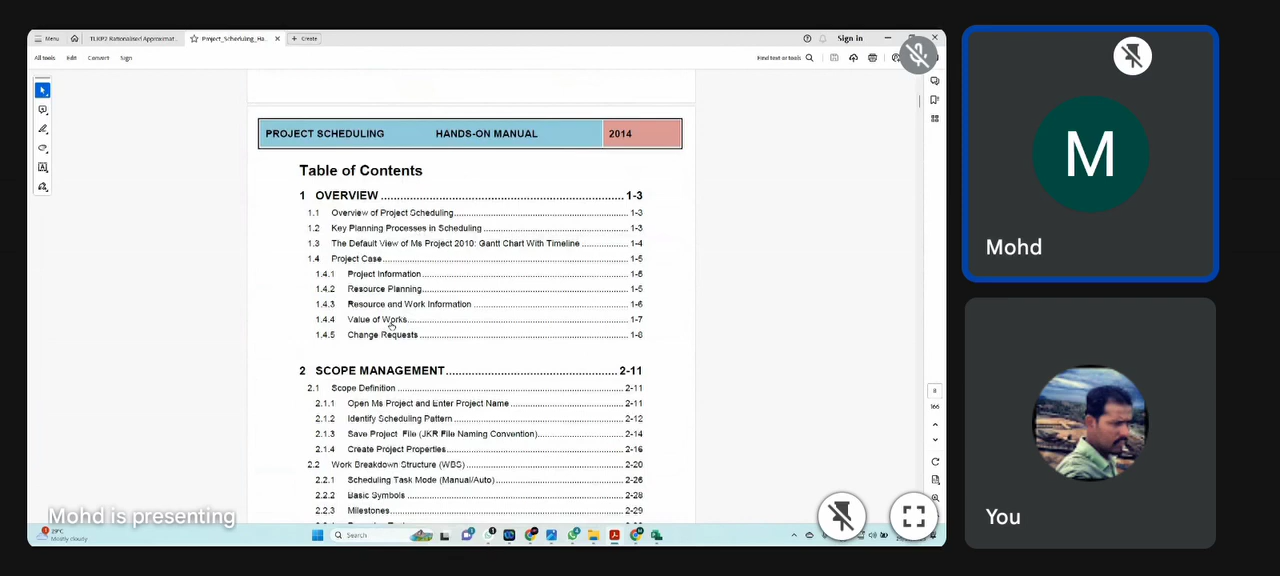 Menu TLKP2 Rationalised Approximat... Project_Scheduling_Ha... Create Sign in
All tools Edit Convert Sign Find text or tools
PROJECT SCHEDULING HANDS-ON MANUAL 2014
Table of Contents
1 OVERVIEW 1-3
1.1 Overview of Project Scheduling 1-3
1.2 Key Planning Processes in Scheduling 1-3
1.3 The Default View of Ms Project 2010: Gantt Chart With Timeline 1-4
1.4 Project Case 1-5
1.4.1 Project Information 1-6
1.4.2 Resource Planning 1-5
1.4.3 Resource and Work Information 1-6
1.4.4 Value of Works 1-7
1.4.5 Change Requests 1-8
2 SCOPE MANAGEMENT 2-11
2.1 Scope Definition 2-11
2.1.1 Open Ms Project and Enter Project Name 2-11
2.1.2 Identify Scheduling Pattern 2-12
2.1.3 Save Project File (JKR File Naming Convention) 2-14
2.1.4 Create Project Properties 2-16
2.2 Work Breakdown Structure (WBS) 2-20
2.2.1 Scheduling Task Mode (Manual/Auto) 2-26
2.2.2 Basic Symbols 2-28
2.2.3 Milestones 2-29
166
Mohd is presenting
29°C
Mostly cloudy
Search
M
Mohd
You